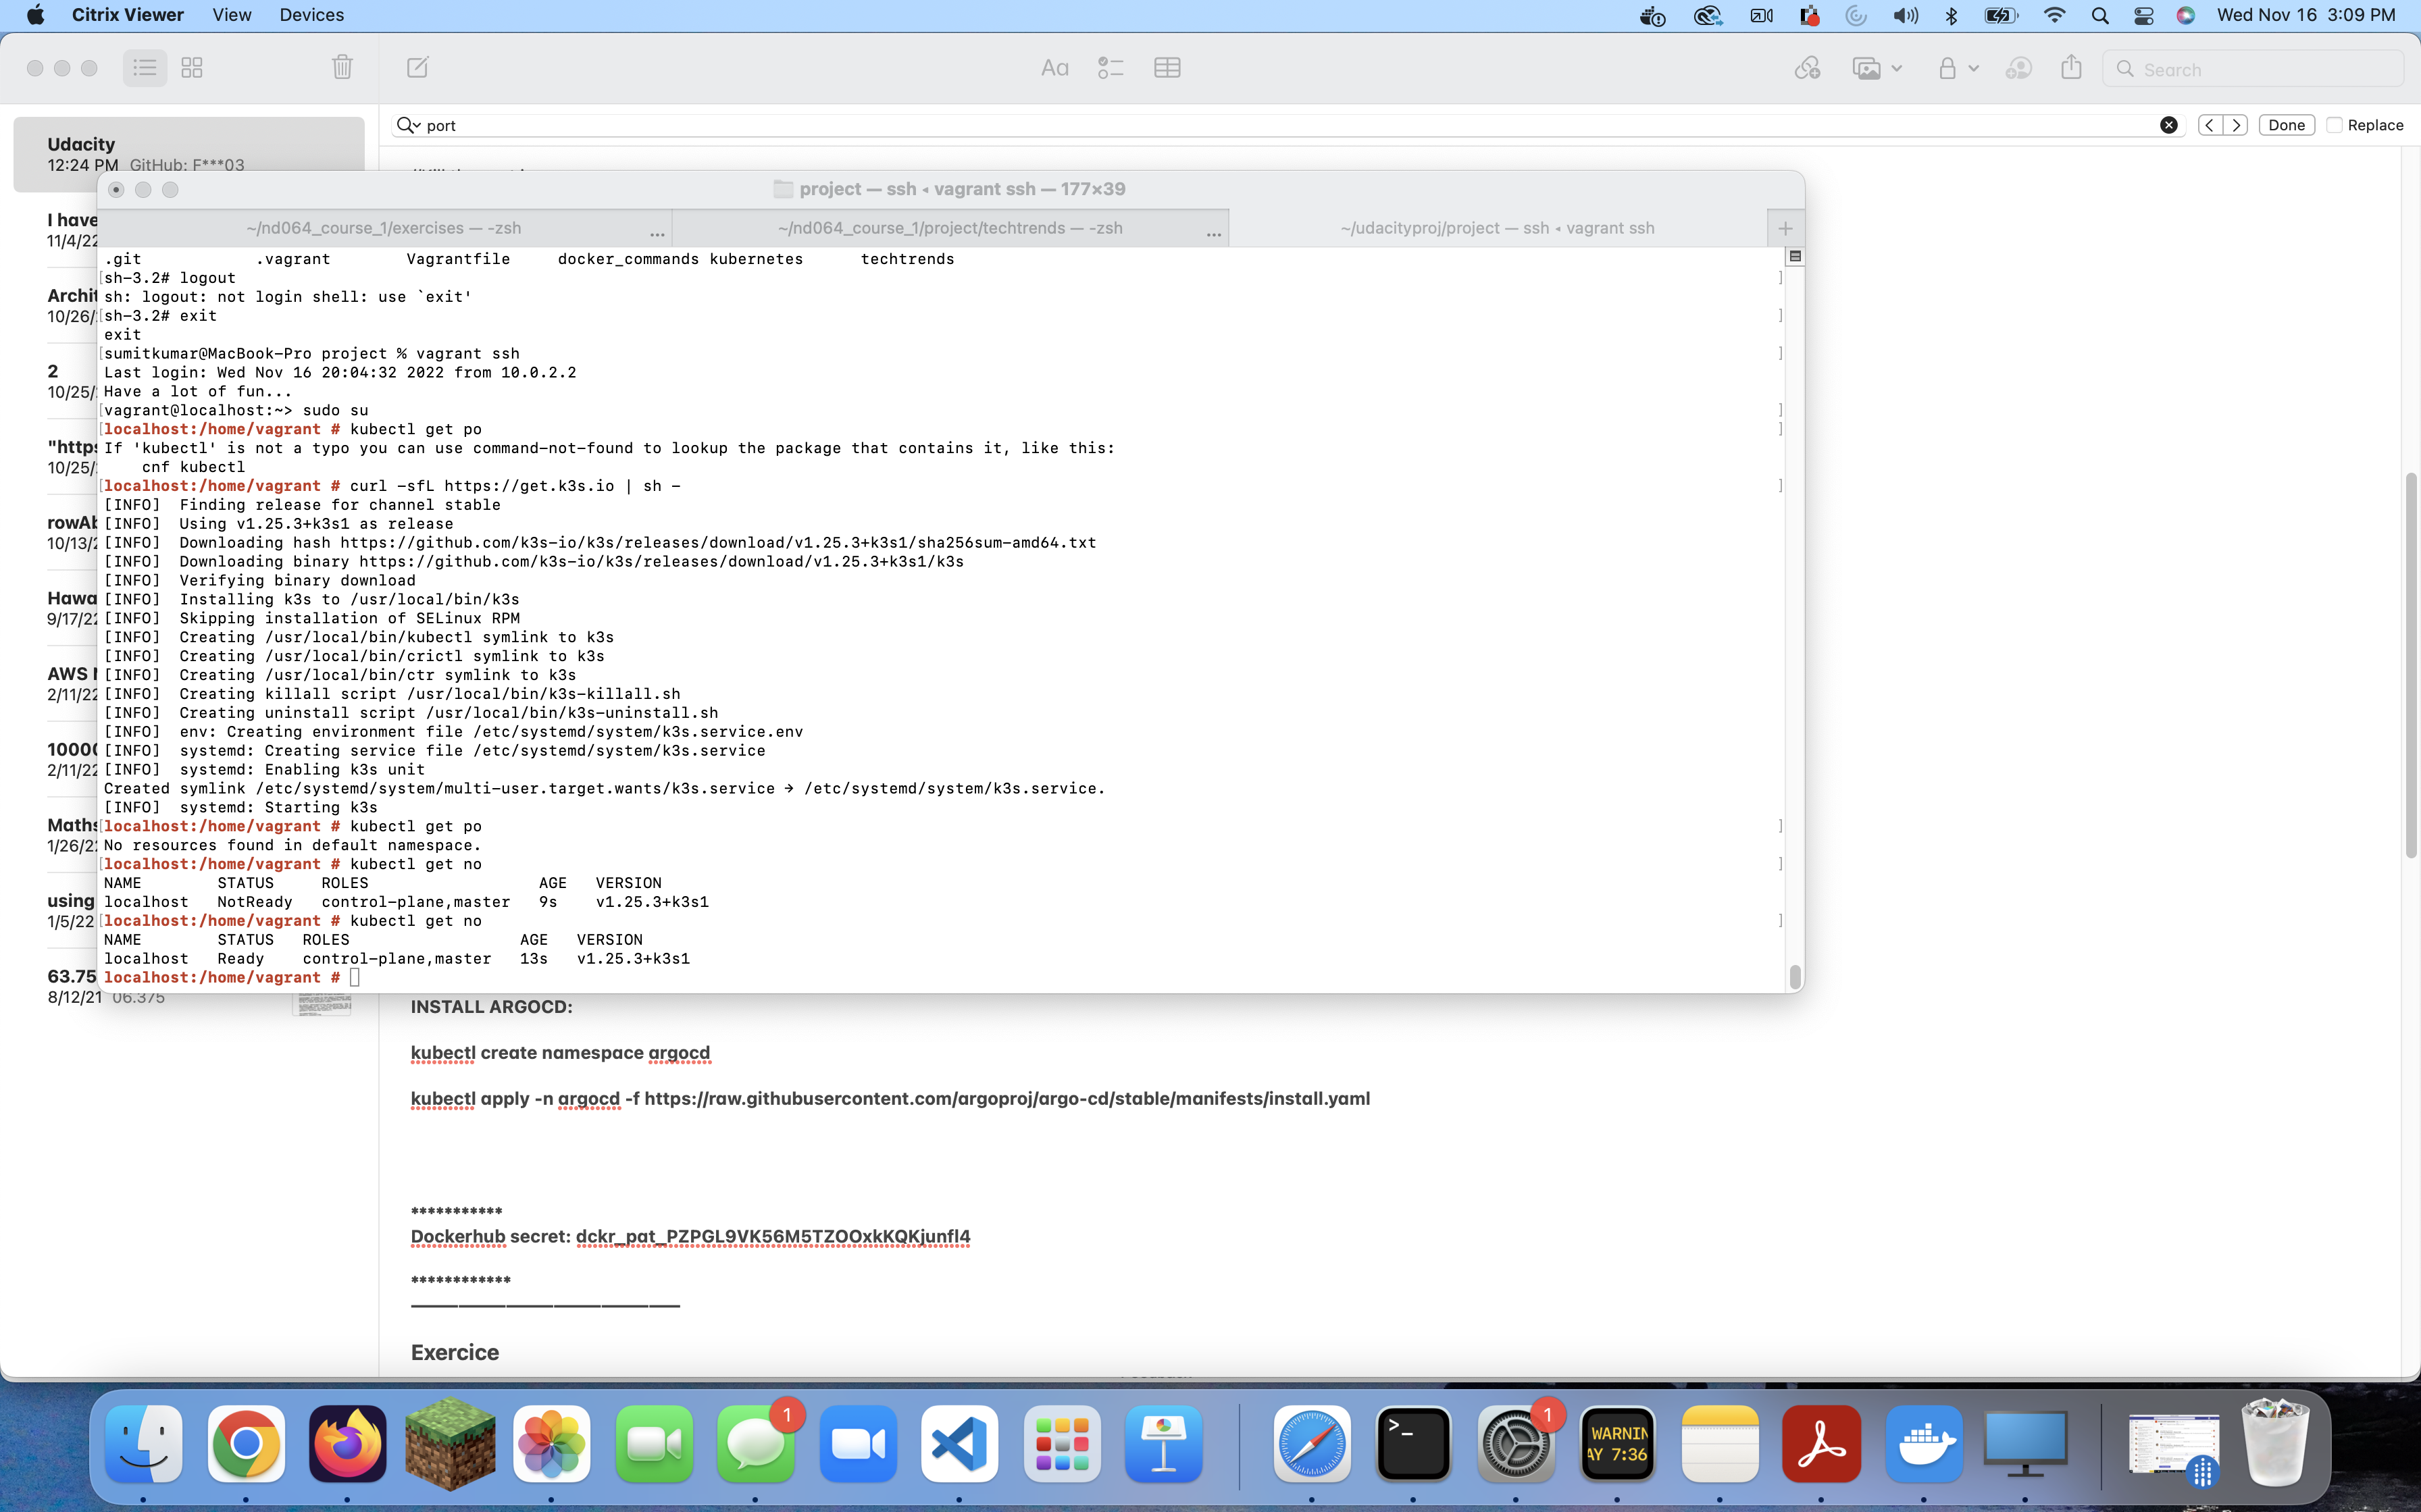 Citrix Viewer View Devices Wed Nov 16 3:09 PM
Aa Search
port Done Replace
Udacity
12:24 PM GitHub: F***03
I have
11/4/22
Archit
10/26/
2
10/25/
"https
10/25/
rowAb
10/13/2
Hawa
9/17/22
AWS
2/11/22
1000
2/11/22
Maths
1/26/22
using
1/5/22
63.75
8/12/21 06.375
project — ssh ◂ vagrant ssh — 177×39
~/nd064_course_1/exercises — -zsh ... ~/nd064_course_1/project/techtrends — -zsh ... ~/udacityproj/project — ssh ◂ vagrant ssh +
.git .vagrant Vagrantfile docker_commands kubernetes techtrends
[sh-3.2# logout ]
sh: logout: not login shell: use `exit'
[sh-3.2# exit ]
exit
[sumitkumar@MacBook-Pro project % vagrant ssh ]
Last login: Wed Nov 16 20:04:32 2022 from 10.0.2.2
Have a lot of fun...
[vagrant@localhost:~> sudo su ]
[localhost:/home/vagrant # kubectl get po ]
If 'kubectl' is not a typo you can use command-not-found to lookup the package that contains it, like this:
cnf kubectl
[localhost:/home/vagrant # curl -sfL https://get.k3s.io | sh - ]
[INFO] Finding release for channel stable
[INFO] Using v1.25.3+k3s1 as release
[INFO] Downloading hash https://github.com/k3s-io/k3s/releases/download/v1.25.3+k3s1/sha256sum-amd64.txt
[INFO] Downloading binary https://github.com/k3s-io/k3s/releases/download/v1.25.3+k3s1/k3s
[INFO] Verifying binary download
[INFO] Installing k3s to /usr/local/bin/k3s
[INFO] Skipping installation of SELinux RPM
[INFO] Creating /usr/local/bin/kubectl symlink to k3s
[INFO] Creating /usr/local/bin/crictl symlink to k3s
[INFO] Creating /usr/local/bin/ctr symlink to k3s
[INFO] Creating killall script /usr/local/bin/k3s-killall.sh
[INFO] Creating uninstall script /usr/local/bin/k3s-uninstall.sh
[INFO] env: Creating environment file /etc/systemd/system/k3s.service.env
[INFO] systemd: Creating service file /etc/systemd/system/k3s.service
[INFO] systemd: Enabling k3s unit
Created symlink /etc/systemd/system/multi-user.target.wants/k3s.service → /etc/systemd/system/k3s.service.
[INFO] systemd: Starting k3s
[localhost:/home/vagrant # kubectl get po ]
No resources found in default namespace.
[localhost:/home/vagrant # kubectl get no ]
NAME STATUS ROLES AGE VERSION
localhost NotReady control-plane,master 9s v1.25.3+k3s1
[localhost:/home/vagrant # kubectl get no ]
NAME STATUS ROLES AGE VERSION
localhost Ready control-plane,master 13s v1.25.3+k3s1
localhost:/home/vagrant #
INSTALL ARGOCD:
kubectl create namespace argocd
kubectl apply -n argocd -f https://raw.githubusercontent.com/argoproj/argo-cd/stable/manifests/install.yaml
***********
Dockerhub secret: dckr_pat_PZPGL9VK56M5TZOOxkKQKjunfl4
************
Exercice
1
1
>_
WARNIN
AY 7:36